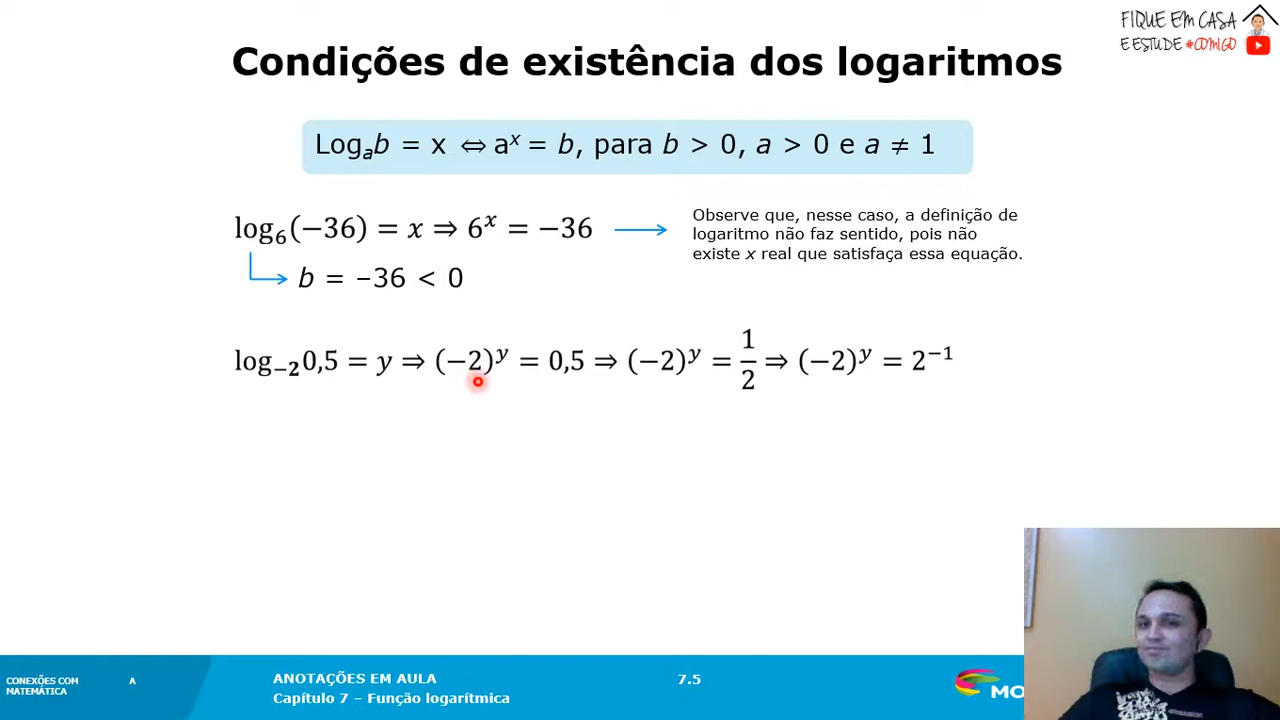 FIQUE EM CASA
E ESTUDE #COMIGO
Condições de existência dos logaritmos
Logₐb = x ⇔ aˣ = b, para b > 0, a > 0 e a ≠ 1
log₆(−36) = x ⇒ 6ˣ = −36
Observe que, nesse caso, a definição de
logaritmo não faz sentido, pois não
existe x real que satisfaça essa equação.
b = −36 < 0
log₋₂0,5 = y ⇒ (−2)ʸ = 0,5 ⇒ (−2)ʸ = 1/2 ⇒ (−2)ʸ = 2⁻¹
CONEXÕES COM
MATEMÁTICA
A
ANOTAÇÕES EM AULA
Capítulo 7 – Função logarítmica
7.5